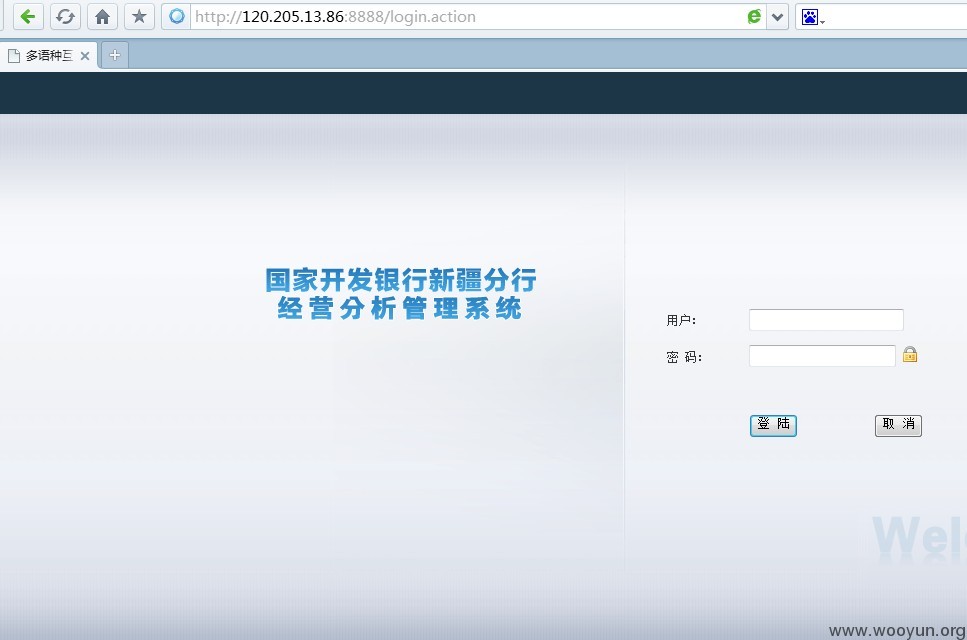 http://120.205.13.86:8888/login.action
多语种互
国家开发银行新疆分行
经营分析管理系统
用户:
密 码:
登 陆 取 消
Welc
www.wooyun.org